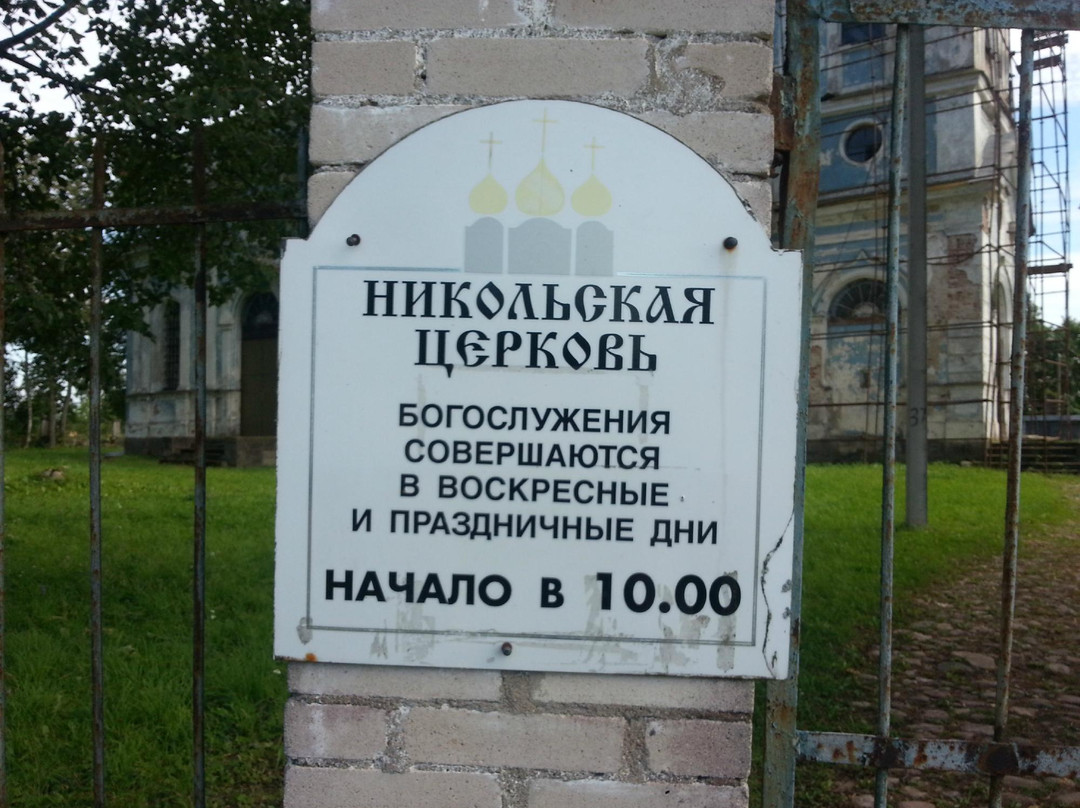 НИКОЛЬСКАЯ
ЦЕРКОВЬ
БОГОСЛУЖЕНИЯ
СОВЕРШАЮТСЯ
В ВОСКРЕСНЫЕ
И ПРАЗДНИЧНЫЕ ДНИ
НАЧАЛО В 10.00